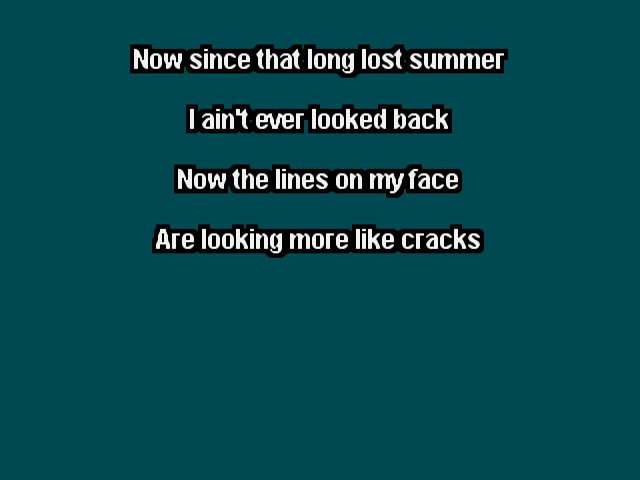 Now since that long lost summer
I ain't ever looked back
Now the lines on my face
Are looking more like cracks